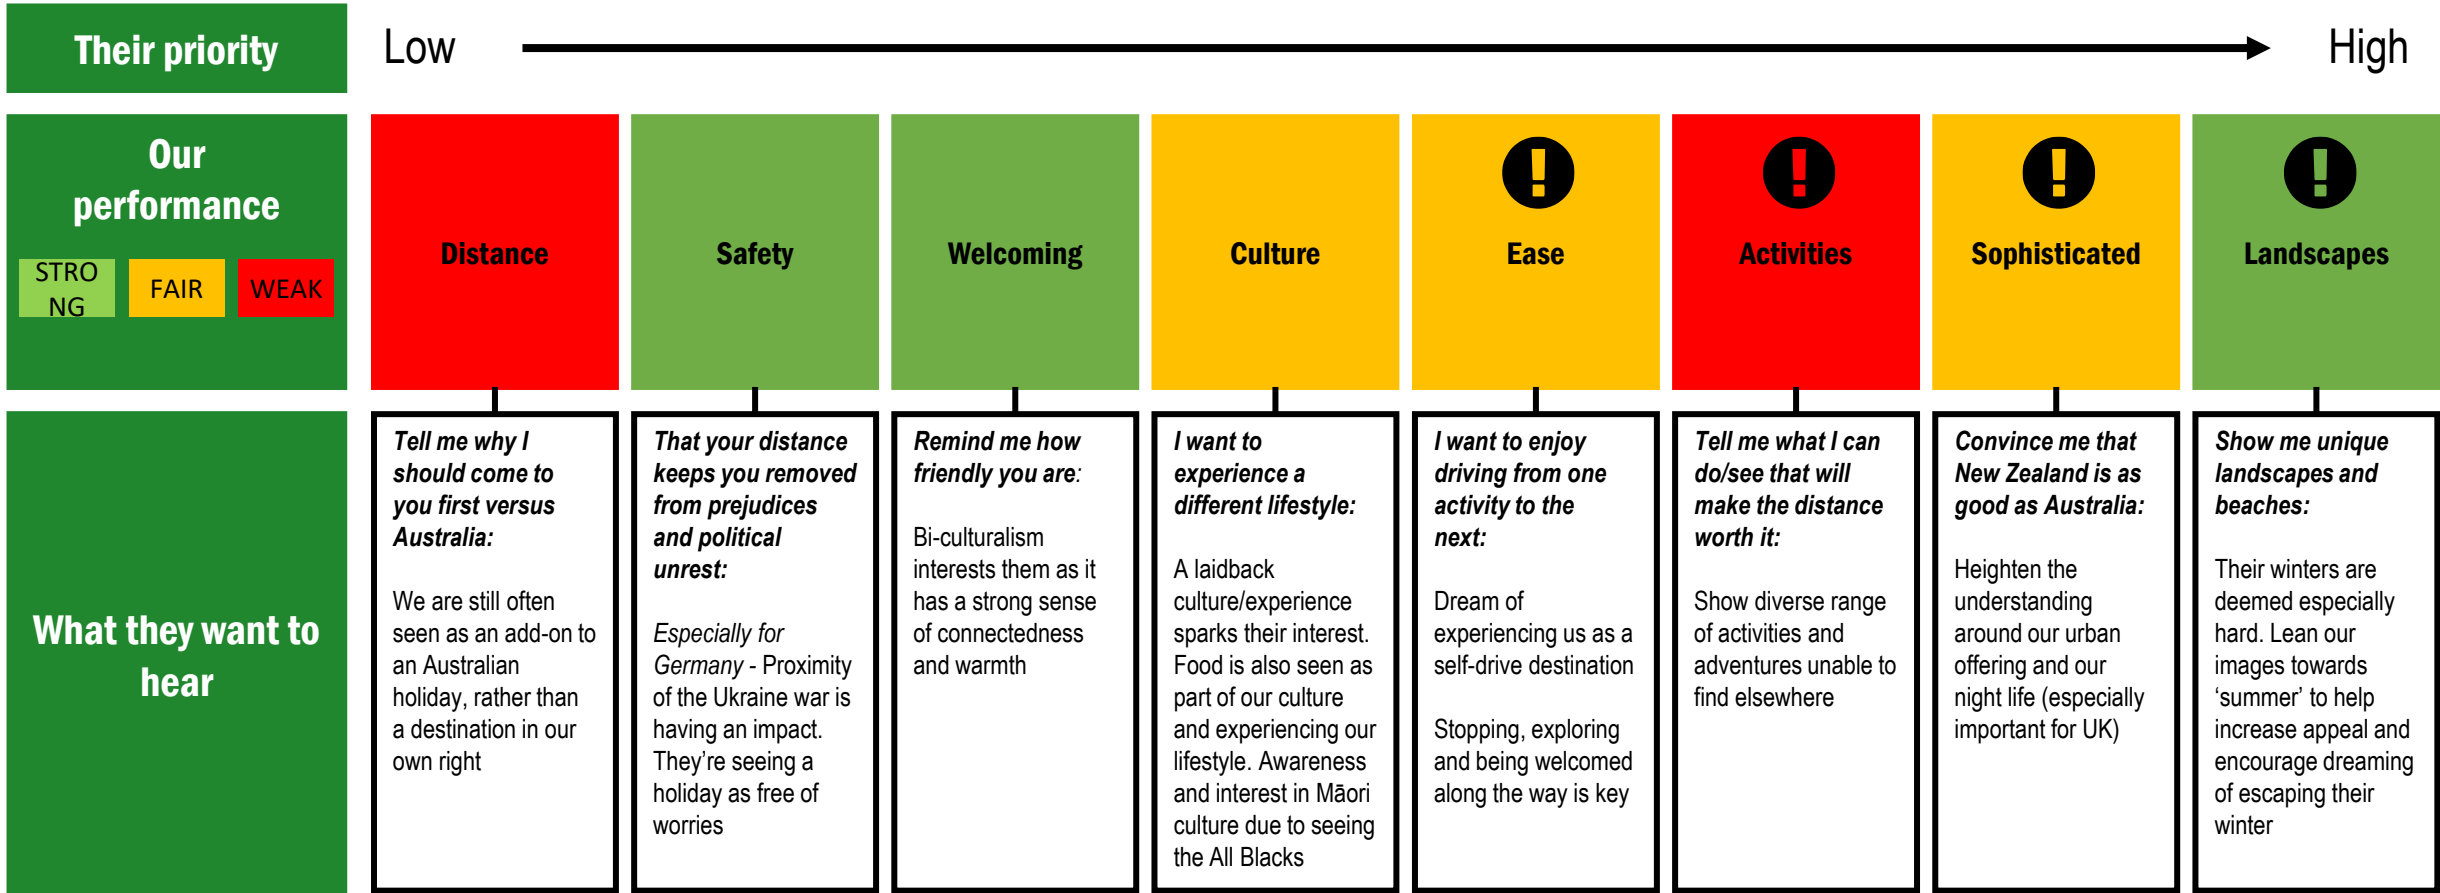 Their priority
Low
High
Our
performance
STRO
NG
FAIR
WEAK
Distance
Safety
Welcoming
Culture
!
Ease
!
Activities
!
Sophisticated
!
Landscapes
What they want to
hear
Tell me why I
should come to
you first versus
Australia:
We are still often
seen as an add-on to
an Australian
holiday, rather than
a destination in our
own right
That your distance
keeps you removed
from prejudices
and political
unrest:
Especially for
Germany - Proximity
of the Ukraine war is
having an impact.
They’re seeing a
holiday as free of
worries
Remind me how
friendly you are:
Bi-culturalism
interests them as it
has a strong sense
of connectedness
and warmth
I want to
experience a
different lifestyle:
A laidback
culture/experience
sparks their interest.
Food is also seen as
part of our culture
and experiencing our
lifestyle. Awareness
and interest in Māori
culture due to seeing
the All Blacks
I want to enjoy
driving from one
activity to the
next:
Dream of
experiencing us as a
self-drive destination
Stopping, exploring
and being welcomed
along the way is key
Tell me what I can
do/see that will
make the distance
worth it:
Show diverse range
of activities and
adventures unable to
find elsewhere
Convince me that
New Zealand is as
good as Australia:
Heighten the
understanding
around our urban
offering and our
night life (especially
important for UK)
Show me unique
landscapes and
beaches:
Their winters are
deemed especially
hard. Lean our
images towards
‘summer’ to help
increase appeal and
encourage dreaming
of escaping their
winter